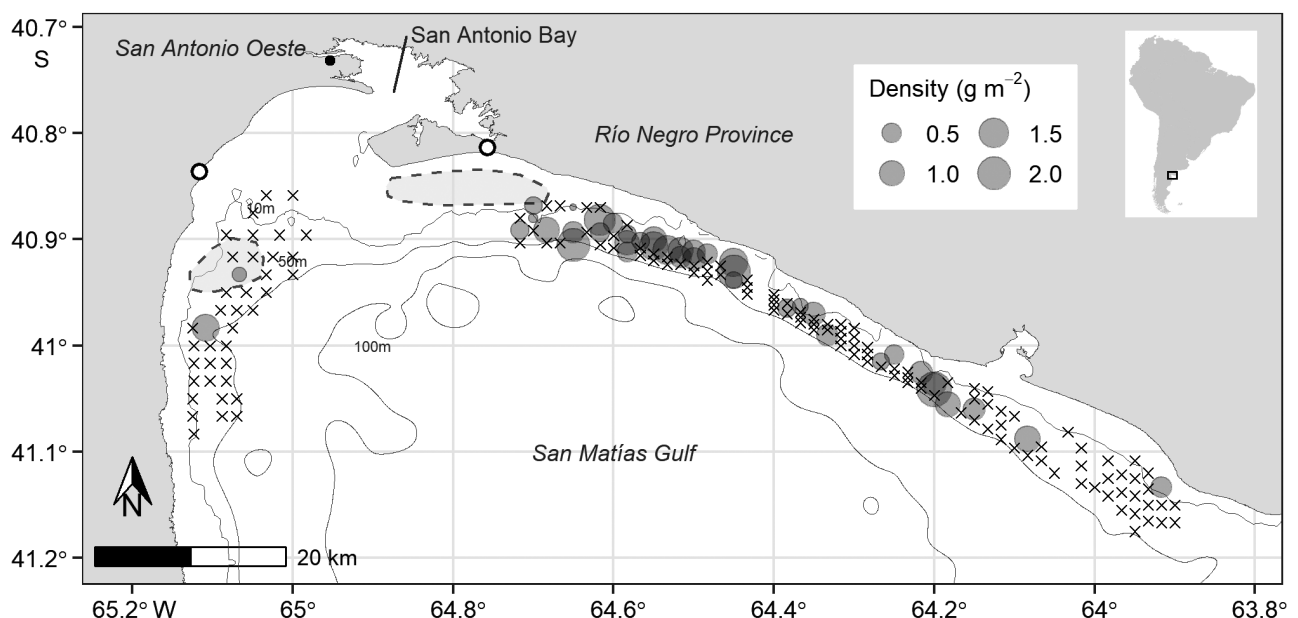 40.7°
S
San Antonio Oeste
San Antonio Bay
Density (g m⁻²)
0.5
1.5
1.0
2.0
40.8°
Río Negro Province
10m
40.9°
50m
41°
100m
41.1°
San Matías Gulf
N
20 km
41.2°
65.2° W
65°
64.8°
64.6°
64.4°
64.2°
64°
63.8°